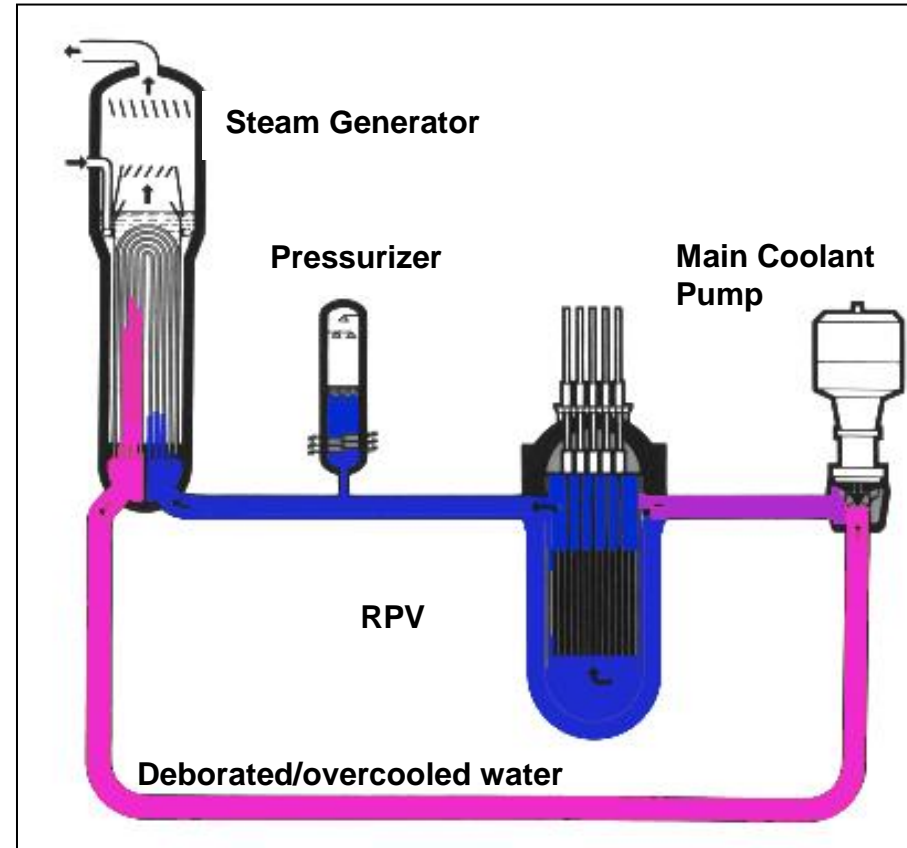 Steam Generator
Pressurizer
Main Coolant
Pump
RPV
Deborated/overcooled water